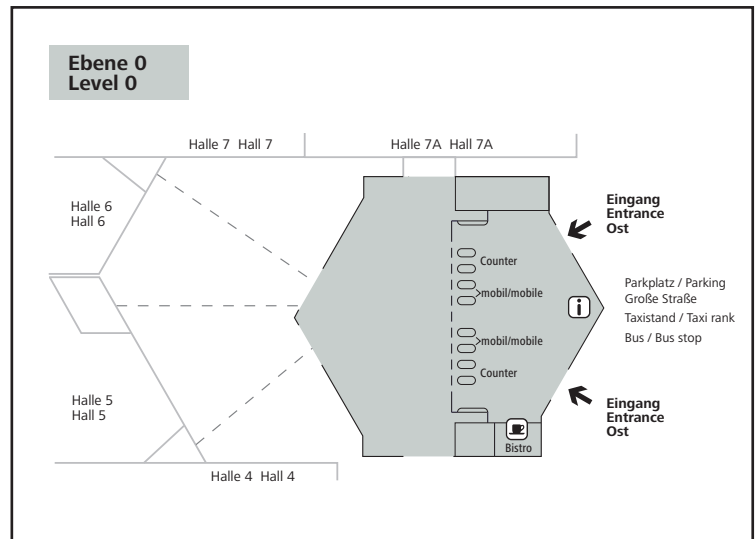 Ebene 0
Level 0
Halle 7 Hall 7
Halle 7A Hall 7A
Halle 6
Hall 6
Eingang
Entrance
Ost
Counter
mobil/mobile
i
Parkplatz / Parking
Große Straße
Taxistand / Taxi rank
Bus / Bus stop
mobil/mobile
Counter
Halle 5
Hall 5
Eingang
Entrance
Ost
Bistro
Halle 4 Hall 4